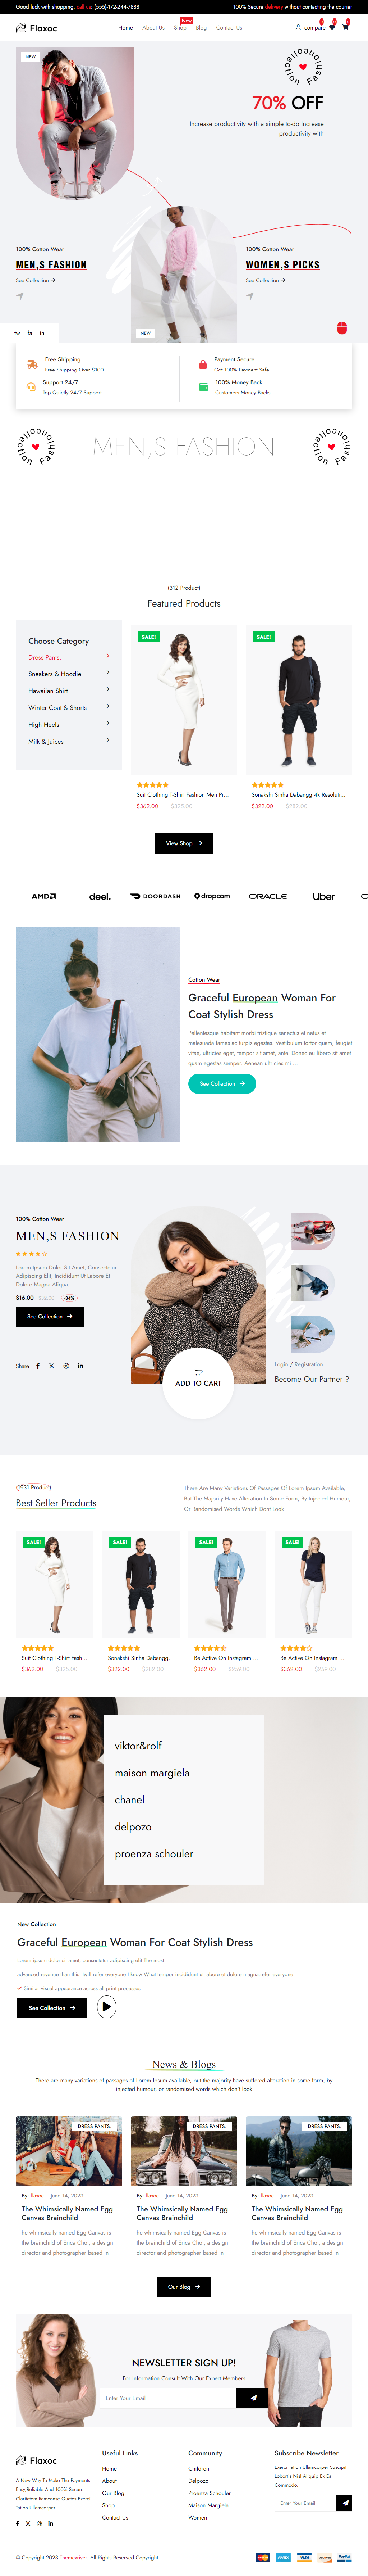 Good luck with shopping. call us: (555)-172-244-7888
100% Secure delivery without contacting the courier
Flaxoc
Home About Us Shop Blog Contact Us
New
compare
0 0 0
NEW
Collection Fashion
70% OFF
Increase productivity with a simple to-do Increase
productivity with
100% Cotton Wear
MEN,S FASHION
See Collection
100% Cotton Wear
WOMEN,S PICKS
See Collection
NEW
tw fa in
Free Shipping
Free Shipping Over $300
Payment Secure
Got 100% Payment Safe
Support 24/7
Top Quietly 24/7 Support
100% Money Back
Customers Money Backs
MEN,S FASHION
(312 Product)
Featured Products
Choose Category
Dress Pants.
Sneakers & Hoodie
Hawaiian Shirt
Winter Coat & Shorts
High Heels
Milk & Juices
SALE!
Suit Clothing T-Shirt Fashion Men Pr...
$362.00 $325.00
SALE!
Sonakshi Sinha Dabangg 4k Resoluti...
$322.00 $282.00
View Shop
AMD
deel.
DOORDASH
dropcam
ORACLE
Uber
Cotton Wear
Graceful European Woman For
Coat Stylish Dress
Pellentesque habitant morbi tristique senectus et netus et
malesuada fames ac turpis egestas. Vestibulum tortor quam, feugiat
vitae, ultricies eget, tempor sit amet, ante. Donec eu libero sit amet
quam egestas semper. Aenean ultricies mi ...
See Collection
100% Cotton Wear
MEN,S FASHION
Lorem Ipsum Dolor Sit Amet, Consectetur
Adipiscing Elit, Incididunt Ut Labore Et
Dolore Magna Aliqua.
$16.00 -34%
See Collection
Share:
ADD TO CART
Login / Registration
Become Our Partner ?
(1931 Product)
Best Seller Products
There Are Many Variations Of Passages Of Lorem Ipsum Available,
But The Majority Have Alteration In Some Form, By Injected Humour,
Or Randomised Words Which Dont Look
SALE!
Suit Clothing T-Shirt Fash...
$362.00 $325.00
SALE!
Sonakshi Sinha Dabangg...
$322.00 $282.00
SALE!
Be Active On Instagram ...
$362.00 $259.00
SALE!
Be Active On Instagram ...
$362.00 $259.00
viktor&rolf
maison margiela
chanel
delpozo
proenza schouler
New Collection
Graceful European Woman For Coat Stylish Dress
Lorem ipsum dolor sit amet, consectetur adipiscing elit The most
advanced revenue than this. Iwill refer everyone I know What tempor incididunt ut labore et dolore magna refer everyone
Similar visual appearance across all print processes
See Collection
News & Blogs
There are many variations of passages of Lorem Ipsum available, but the majority have suffered alteration in some form, by
injected humour, or randomised words which don't look
DRESS PANTS.
By: flaxoc June 14, 2023
The Whimsically Named Egg
Canvas Brainchild
he whimsically named Egg Canvas is
the brainchild of Erica Choi, a design
director and photographer based in
DRESS PANTS.
By: flaxoc June 14, 2023
The Whimsically Named Egg
Canvas Brainchild
he whimsically named Egg Canvas is
the brainchild of Erica Choi, a design
director and photographer based in
DRESS PANTS.
By: flaxoc June 14, 2023
The Whimsically Named Egg
Canvas Brainchild
he whimsically named Egg Canvas is
the brainchild of Erica Choi, a design
director and photographer based in
Our Blog
NEWSLETTER SIGN UP!
For Information Consult With Our Expert Members
Enter Your Email
Flaxoc
A New Way To Make The Payments
Easy,Reliable And 100% Secure.
Claritatem Itamconse Quates Exerci
Tation Ullamcorper.
Useful Links
Home
About
Our Blog
Shop
Contact Us
Community
Children
Delpozo
Proenza Schouler
Maison Margiela
Women
Subscribe Newsletter
Exerci Tation Ullamcorper Suscipit
Lobortis Nisl Aliquip Ex Ea
Commodo.
Enter Your Email
© Copyright 2023 Themexriver. All Rights Reserved Copyright
VISA
DISCOVER
PayPal